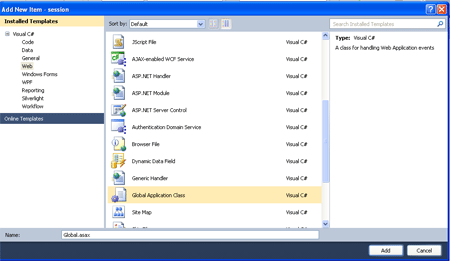 Add New Item - session
Installed Templates
Sort by: Default
Search Installed Templates
Visual C#
Code
Data
General
Web
Windows Forms
WPF
Reporting
Silverlight
Workflow
Online Templates
JScript File Visual C#
AJAX-enabled WCF Service Visual C#
ASP.NET Handler Visual C#
ASP.NET Module Visual C#
ASP.NET Server Control Visual C#
Authentication Domain Service Visual C#
Browser File Visual C#
Dynamic Data Field Visual C#
Generic Handler Visual C#
Global Application Class Visual C#
Site Map Visual C#
Type: Visual C#
A class for handling Web Application events
Name: Global.asax
Add Cancel